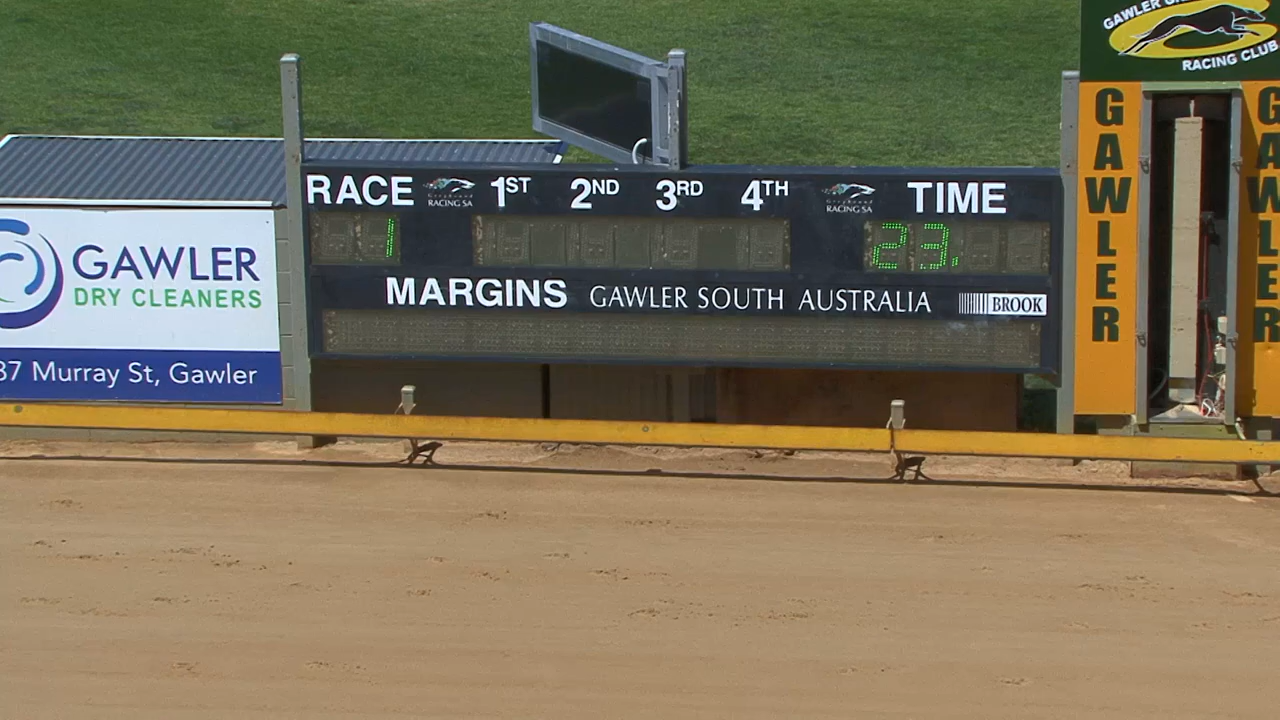 GAWLER
RACING CLUB
RACE
RACING SA
1ST 2ND 3RD 4TH
RACING SA
TIME
1
23.
MARGINS GAWLER SOUTH AUSTRALIA BROOK
GAWLER
DRY CLEANERS
37 Murray St, Gawler
GAWLER
GAWLER